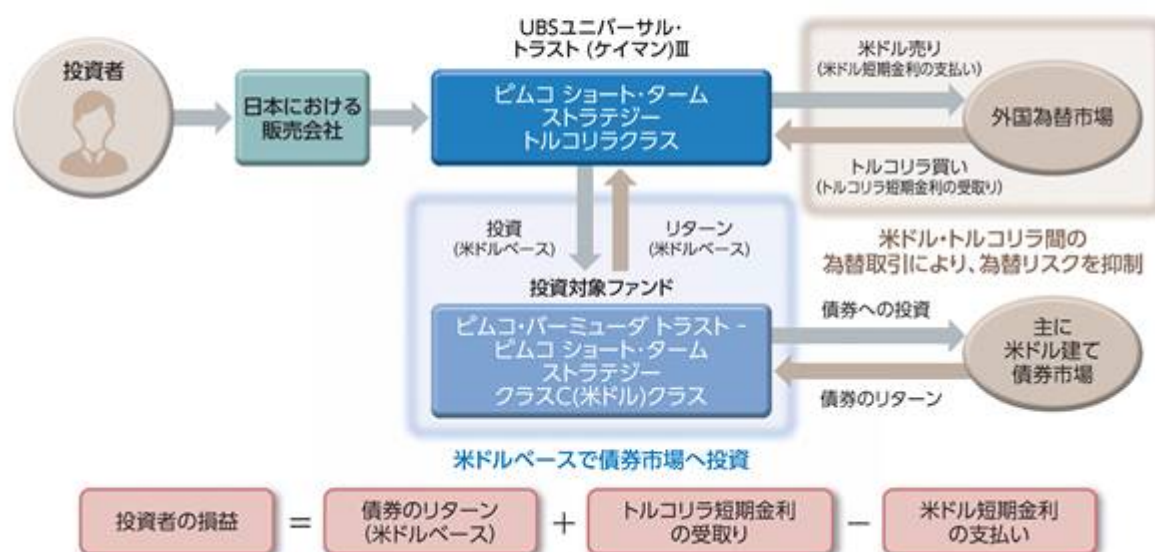 投資者
日本における
販売会社
UBSユニバーサル・
トラスト (ケイマン)Ⅲ
ピムコ ショート・ターム
ストラテジー
トルコリラクラス
米ドル売り
(米ドル短期金利の支払い)
外国為替市場
トルコリラ買い
(トルコリラ短期金利の受取り)
米ドル・トルコリラ間の
為替取引により、為替リスクを抑制
投資
(米ドルベース)
リターン
(米ドルベース)
投資対象ファンド
ピムコ・バーミューダ トラスト -
ピムコ ショート・ターム
ストラテジー
クラスC(米ドル)クラス
債券への投資
主に
米ドル建て
債券市場
債券のリターン
米ドルベースで債券市場へ投資
投資者の損益
=
債券のリターン
(米ドルベース)
+
トルコリラ短期金利
の受取り
−
米ドル短期金利
の支払い